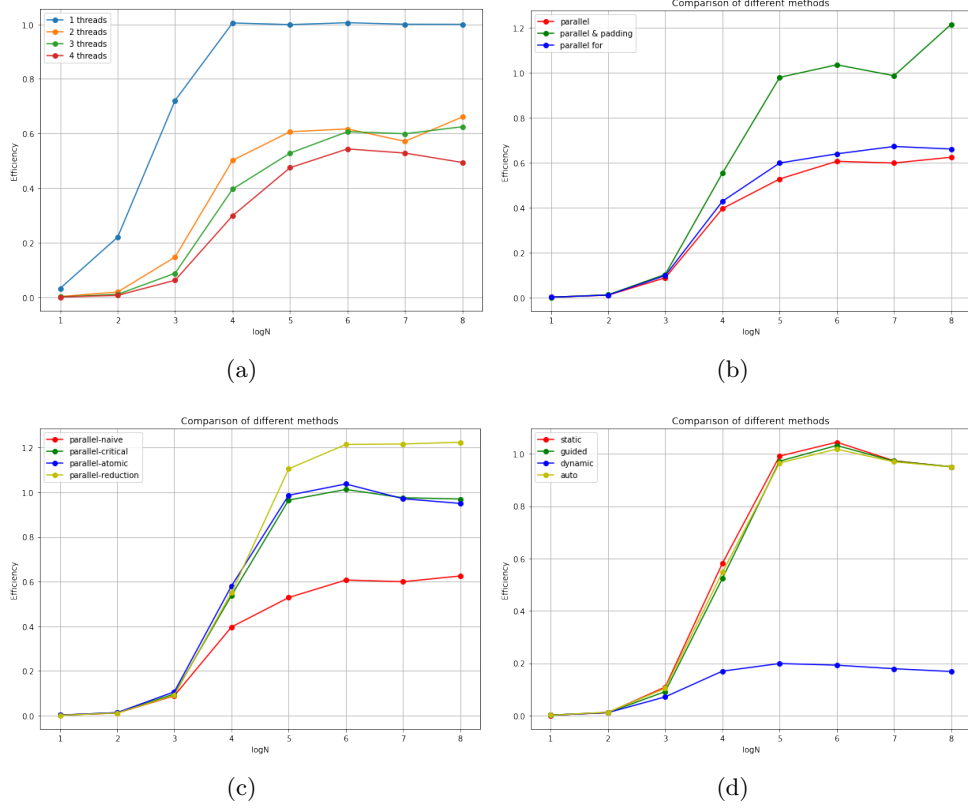 1 threads
2 threads
3 threads
4 threads
Efficiency
1.0
0.8
0.6
0.4
0.2
0.0
1 2 3 4 5 6 7 8
logN
(a)
Comparison of different methods
parallel
parallel & padding
parallel for
Efficiency
1.2
1.0
0.8
0.6
0.4
0.2
0.0
1 2 3 4 5 6 7 8
logN
(b)
Comparison of different methods
parallel-naive
parallel-critical
parallel-atomic
parallel-reduction
Efficiency
1.2
1.0
0.8
0.6
0.4
0.2
0.0
1 2 3 4 5 6 7 8
logN
(c)
Comparison of different methods
static
guided
dynamic
auto
Efficiency
1.0
0.8
0.6
0.4
0.2
0.0
1 2 3 4 5 6 7 8
logN
(d)